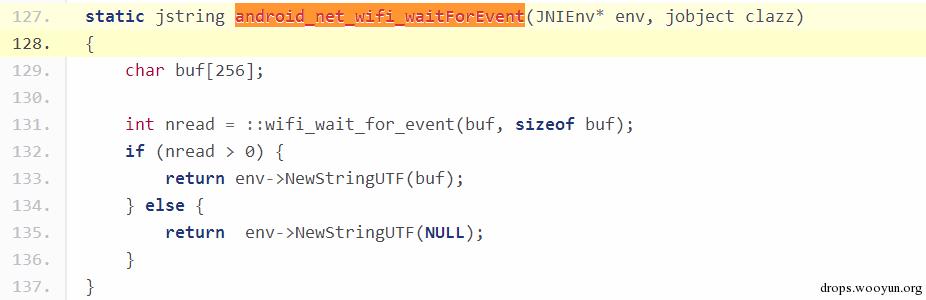 127. static jstring android_net_wifi_waitForEvent(JNIEnv* env, jobject clazz)
128. {
129.     char buf[256];
130.
131.     int nread = ::wifi_wait_for_event(buf, sizeof buf);
132.     if (nread > 0) {
133.         return env->NewStringUTF(buf);
134.     } else {
135.         return  env->NewStringUTF(NULL);
136.     }
137. }
drops.wooyun.org